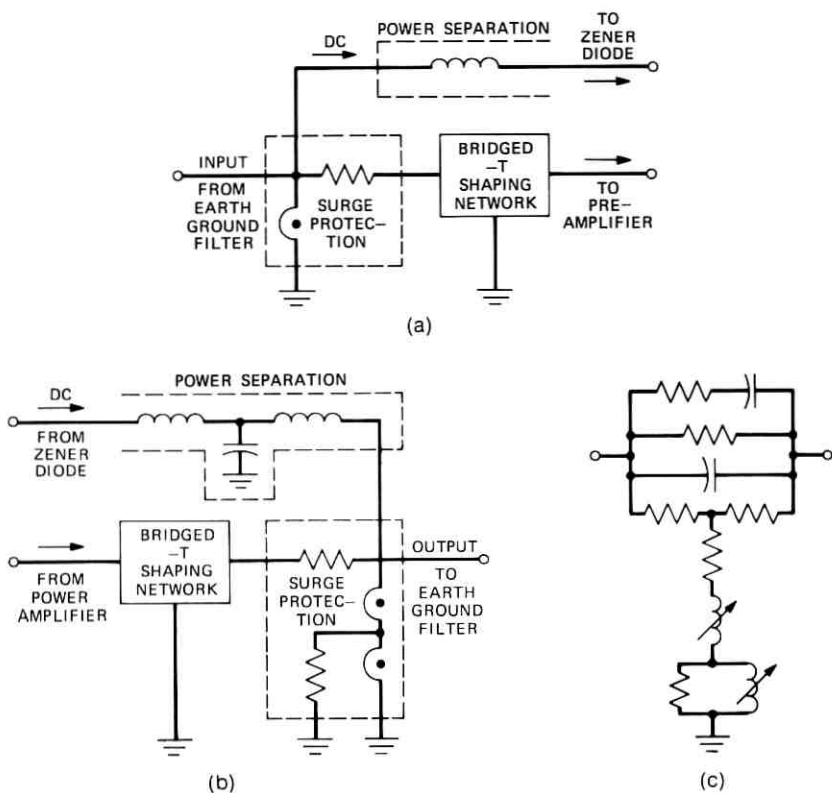 POWER SEPARATION
TO
ZENER
DIODE
DC
INPUT
FROM
EARTH
GROUND
FILTER
SURGE
PROTEC-
TION
BRIDGED
-T
SHAPING
NETWORK
TO
PRE-
AMPLIFIER
(a)
POWER SEPARATION
DC
FROM
ZENER
DIODE
BRIDGED
-T
SHAPING
NETWORK
FROM
POWER
AMPLIFIER
SURGE
PROTEC-
TION
OUTPUT
TO
EARTH
GROUND
FILTER
(b)
(c)